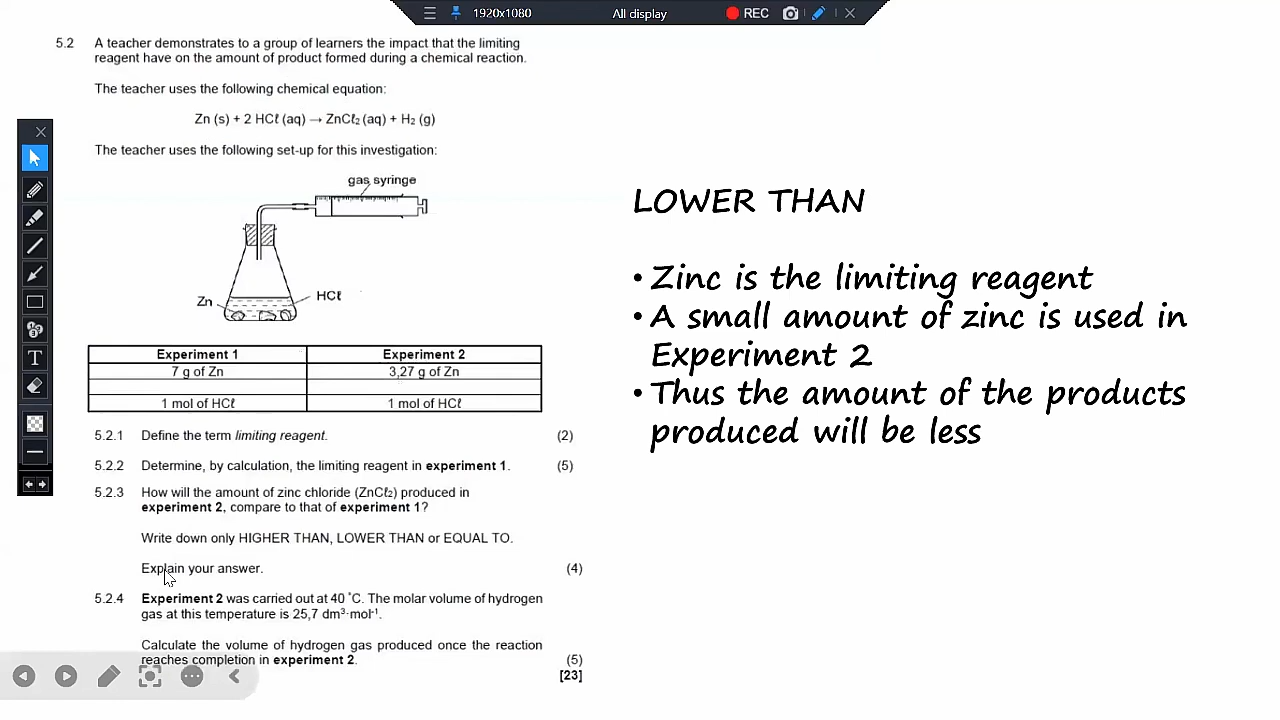 1920x1080 All display REC
5.2 A teacher demonstrates to a group of learners the impact that the limiting
reagent have on the amount of product formed during a chemical reaction.
The teacher uses the following chemical equation:
Zn (s) + 2 HCℓ (aq) → ZnCℓ₂ (aq) + H₂ (g)
The teacher uses the following set-up for this investigation:
gas syringe
Zn
HCℓ
Experiment 1 Experiment 2
7 g of Zn 3,27 g of Zn
1 mol of HCℓ 1 mol of HCℓ
5.2.1 Define the term limiting reagent. (2)
5.2.2 Determine, by calculation, the limiting reagent in experiment 1. (5)
5.2.3 How will the amount of zinc chloride (ZnCℓ₂) produced in
experiment 2, compare to that of experiment 1?
Write down only HIGHER THAN, LOWER THAN or EQUAL TO.
Explain your answer. (4)
5.2.4 Experiment 2 was carried out at 40 °C. The molar volume of hydrogen
gas at this temperature is 25,7 dm³·mol⁻¹.
Calculate the volume of hydrogen gas produced once the reaction
reaches completion in experiment 2. (5)
[23]
LOWER THAN
• Zinc is the limiting reagent
• A small amount of zinc is used in
Experiment 2
• Thus the amount of the products
produced will be less
T